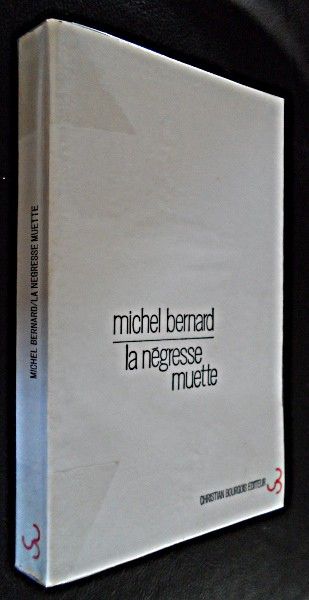 MICHEL BERNARD/LA NEGRESSE MUETTE
michel bernard
la négresse
muette
CHRISTIAN BOURGOIS EDITEUR